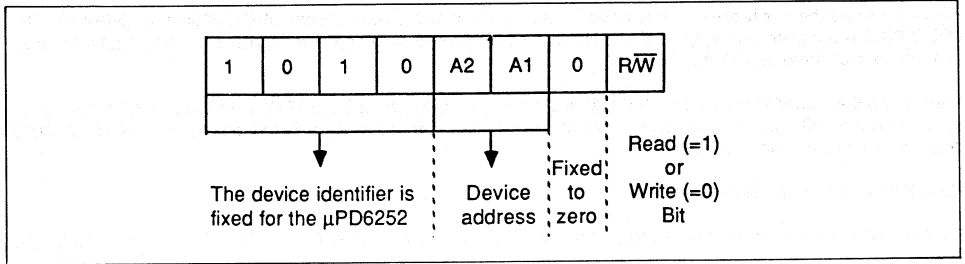 1 0 1 0 A2 A1 0 R/W̅
The device identifier is
fixed for the µPD6252
Device
address
Fixed
to
zero
Read (=1)
or
Write (=0)
Bit